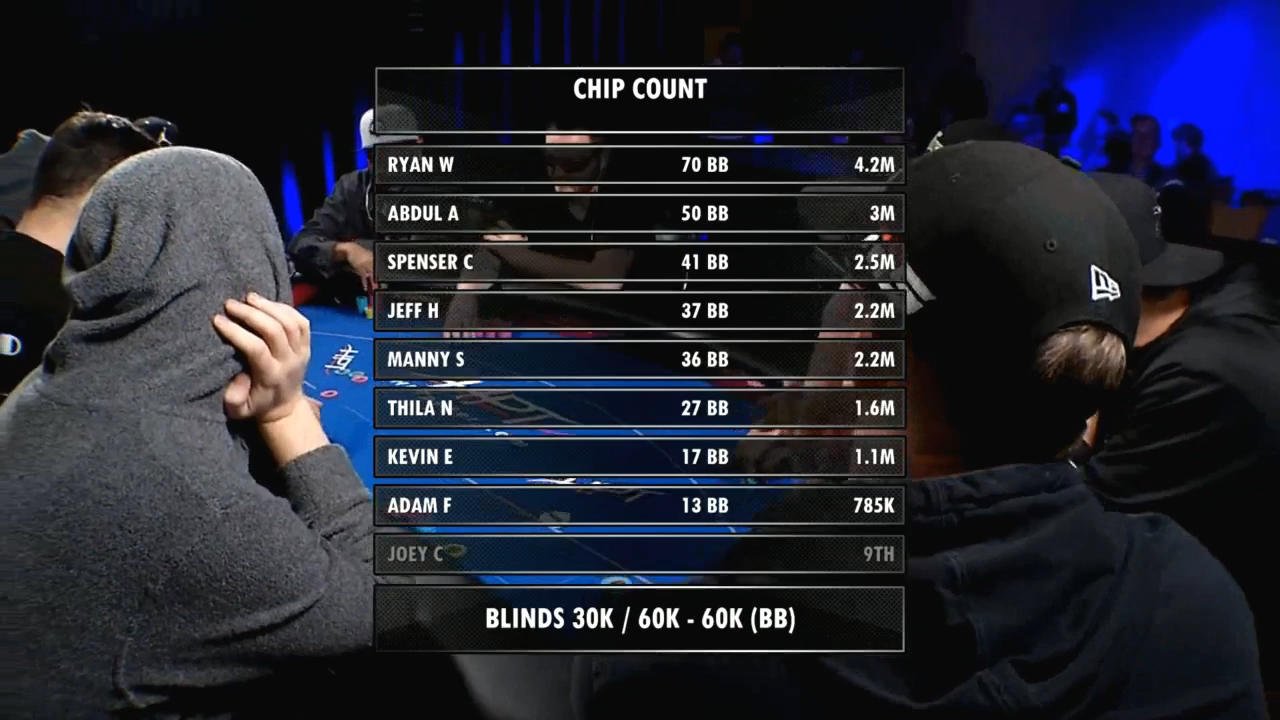 CHIP COUNT
RYAN W 70 BB 4.2M
ABDUL A 50 BB 3M
SPENSER C 41 BB 2.5M
JEFF H 37 BB 2.2M
MANNY S 36 BB 2.2M
THILA N 27 BB 1.6M
KEVIN E 17 BB 1.1M
ADAM F 13 BB 785K
JOEY C 9TH
BLINDS 30K / 60K - 60K (BB)